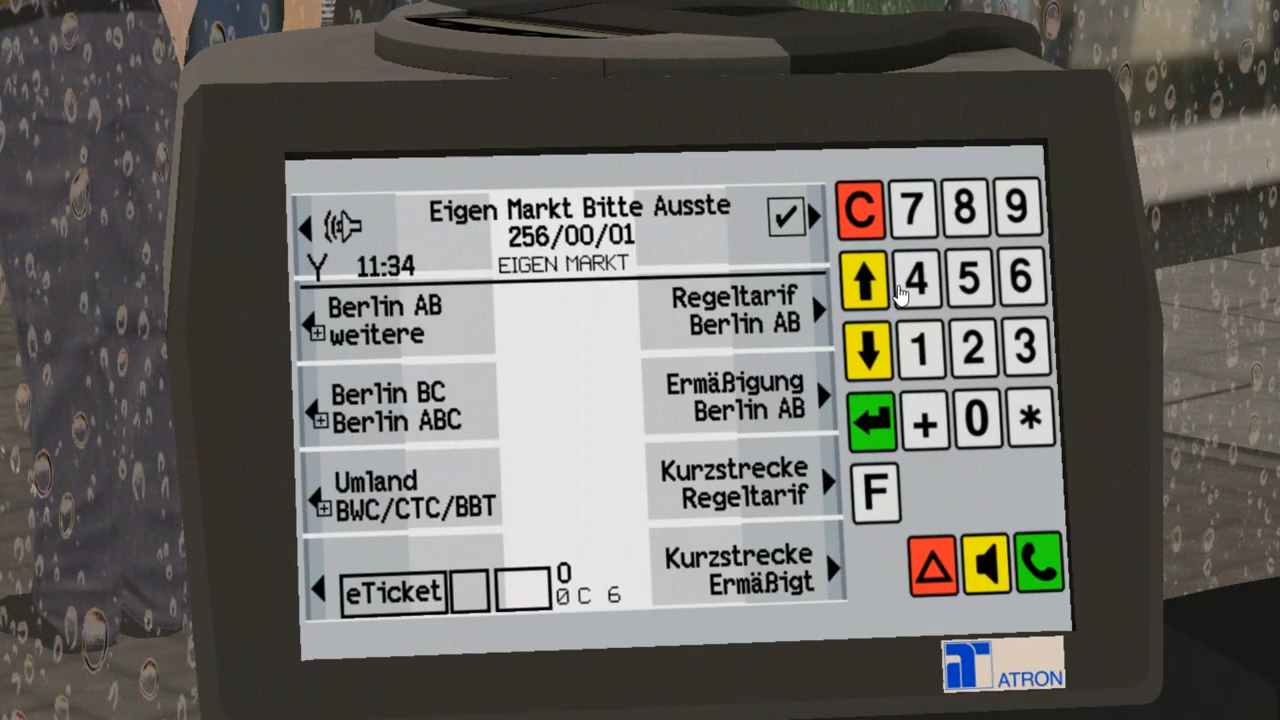 Eigen Markt Bitte Ausste
256/00/01
Y 11:34 EIGEN MARKT
Berlin AB
weitere
Regeltarif
Berlin AB
Berlin BC
Berlin ABC
Ermäßigung
Berlin AB
Umland
BWC/CTC/BBT
Kurzstrecke
Regeltarif
eTicket
0
0 C 6
Kurzstrecke
Ermäßigt
C 7 8 9
4 5 6
1 2 3
+ 0 *
F
ATRON